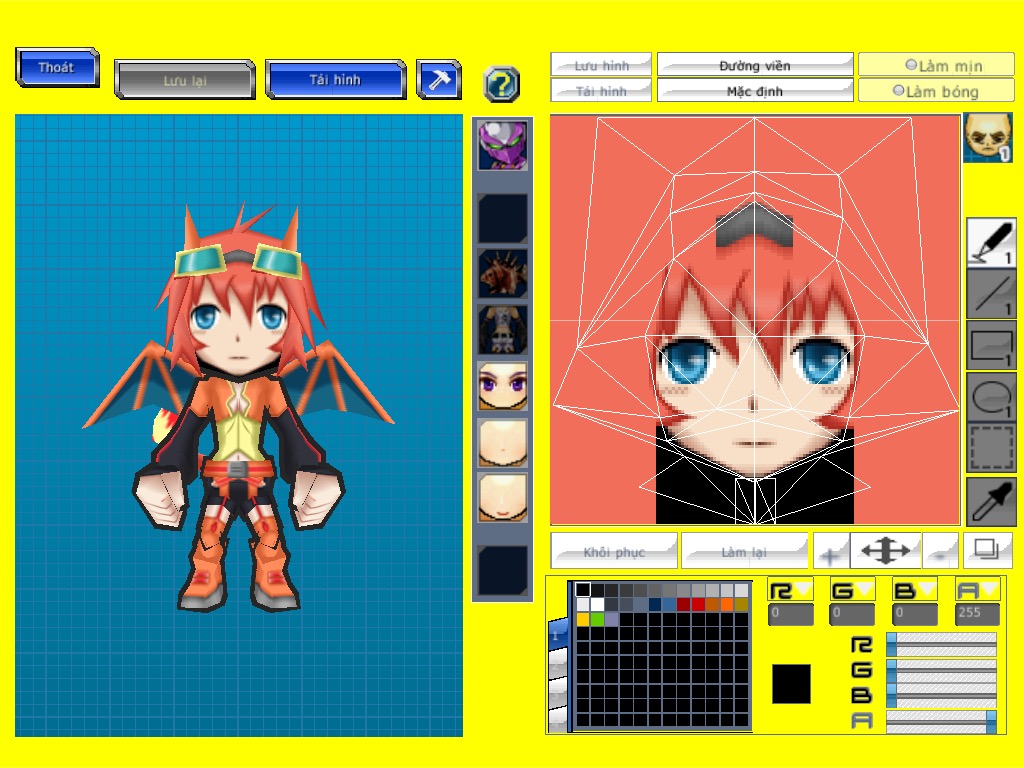 Thoát
Lưu lại
Tải hình
?
Lưu hình
Đường viền
Làm mịn
Tải hình
Mặc định
Làm bóng
1
1
1
1
1
Khôi phục
Làm lại
R G B A
0 0 0 255
1
R
G
B
A